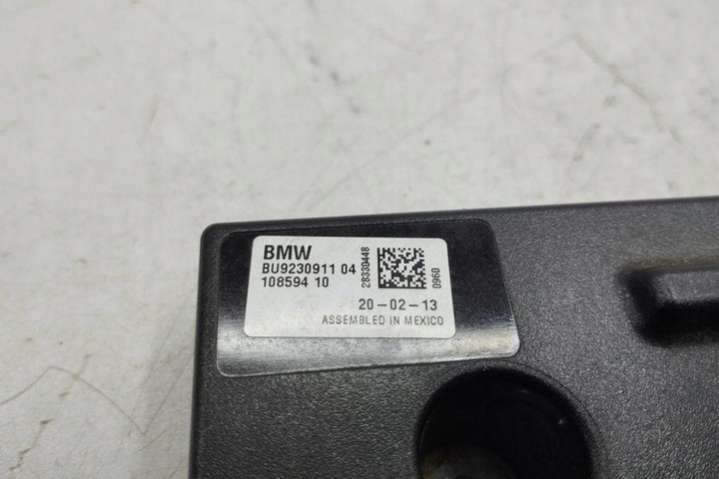 BMW
BU9230911 04
108594 10
28330448
0960
20-02-13
ASSEMBLED IN MEXICO